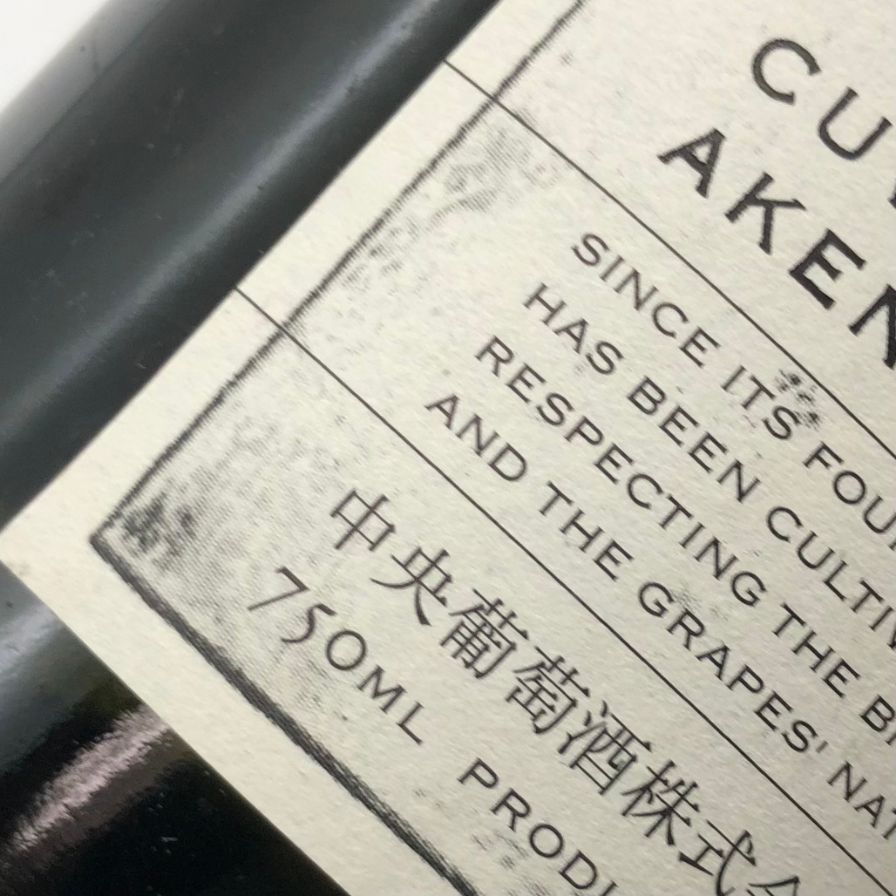 CU
AKEN
SINCE ITS FOU
HAS BEEN CULTIV
RESPECTING THE B
AND THE GRAPES' NAT
中央葡萄酒株式会
750ML PRODU